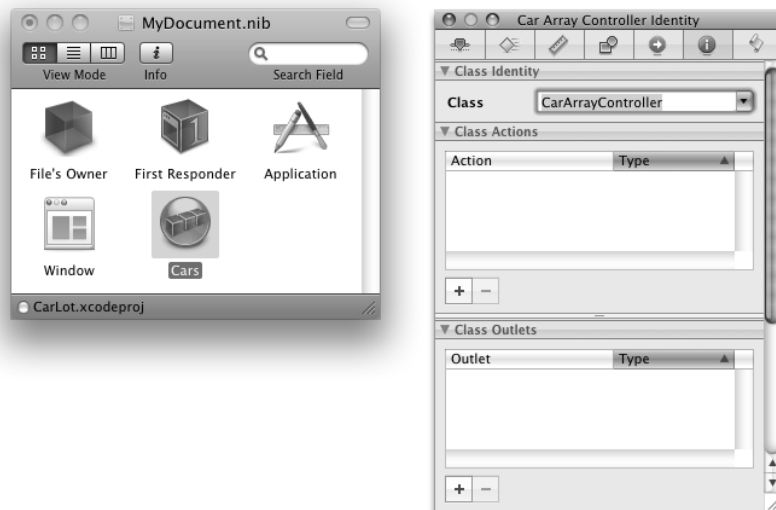 MyDocument.nib
View Mode
Info
Search Field
File's Owner
First Responder
Application
1
Window
Cars
CarLot.xcodeproj
Car Array Controller Identity
Class Identity
Class
CarArrayController
Class Actions
Action
Type
Class Outlets
Outlet
Type